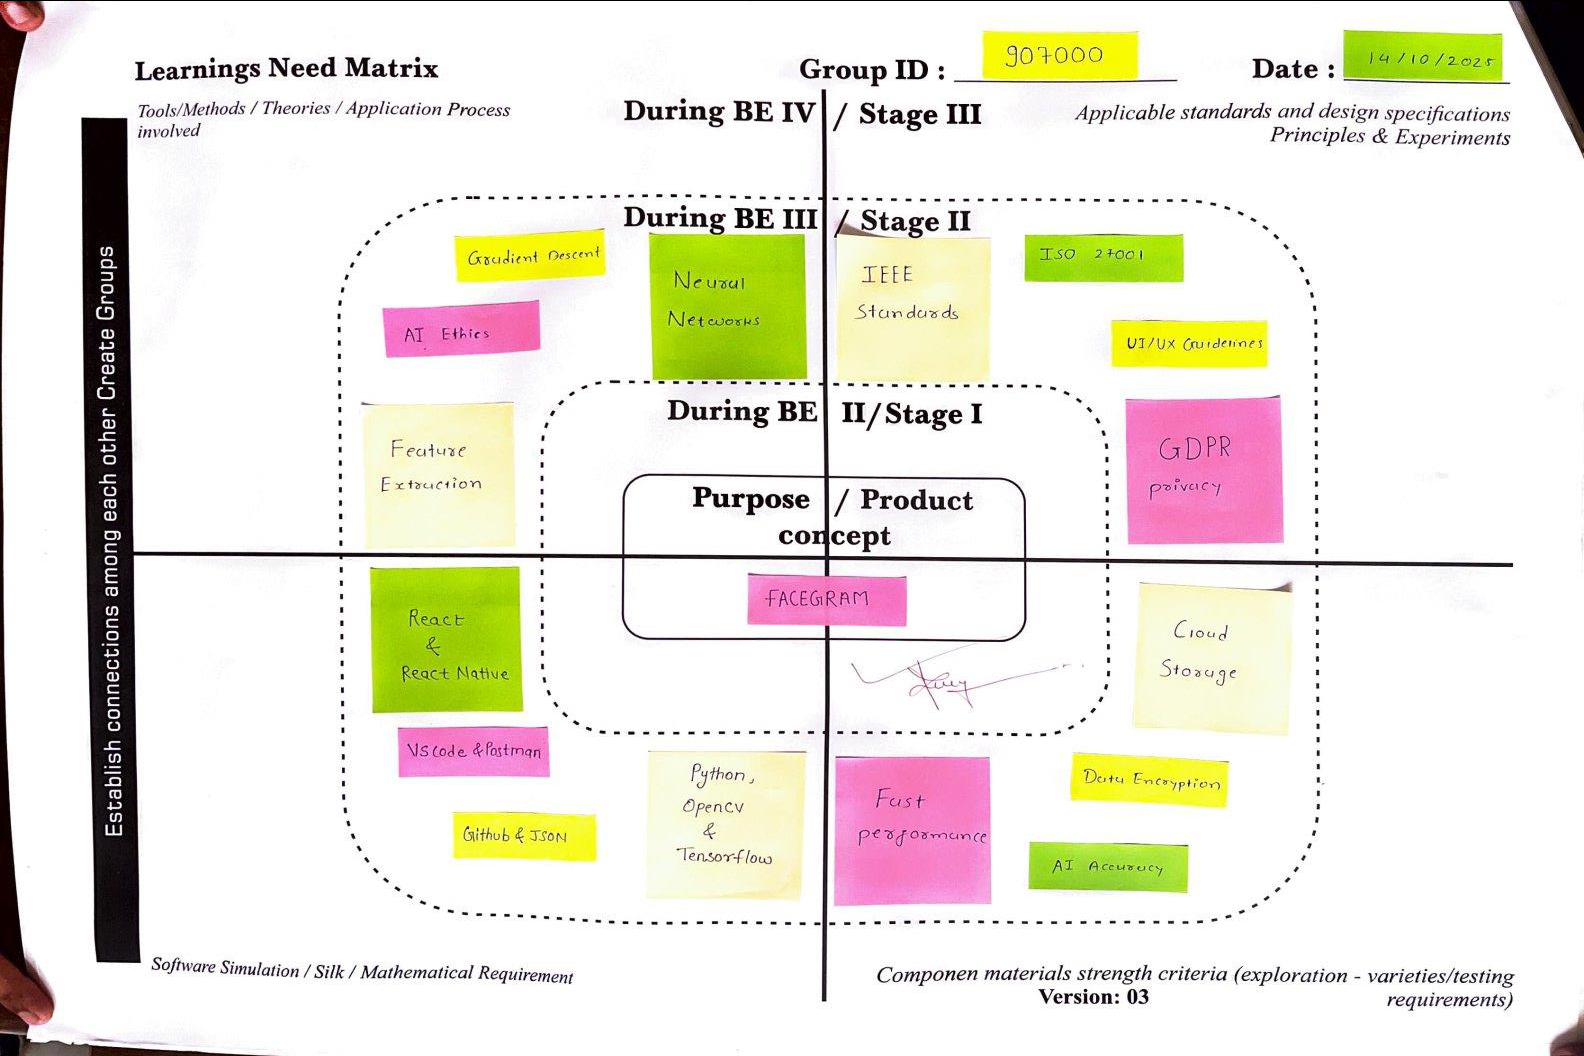 Learnings Need Matrix
Group ID : 907000
Date : 14/10/2025
Tools/Methods / Theories / Application Process
involved
During BE IV / Stage III
Applicable standards and design specifications
Principles & Experiments
During BE III / Stage II
Gradient Descent
Neural
Networks
IEEE
Standards
ISO 27001
AI Ethics
UI/UX Guidelines
Feature
Extraction
During BE II/Stage I
GDPR
privacy
Purpose / Product
concept
FACEGRAM
React
&
React Native
Cloud
Storage
VS code & Postman
Github & JSON
Python,
Opencv
&
Tensorflow
Fast
performance
Data Encryption
AI Accuracy
Establish connections among each other Create Groups
Software Simulation / Silk / Mathematical Requirement
Componen materials strength criteria (exploration - varieties/testing
requirements)
Version: 03